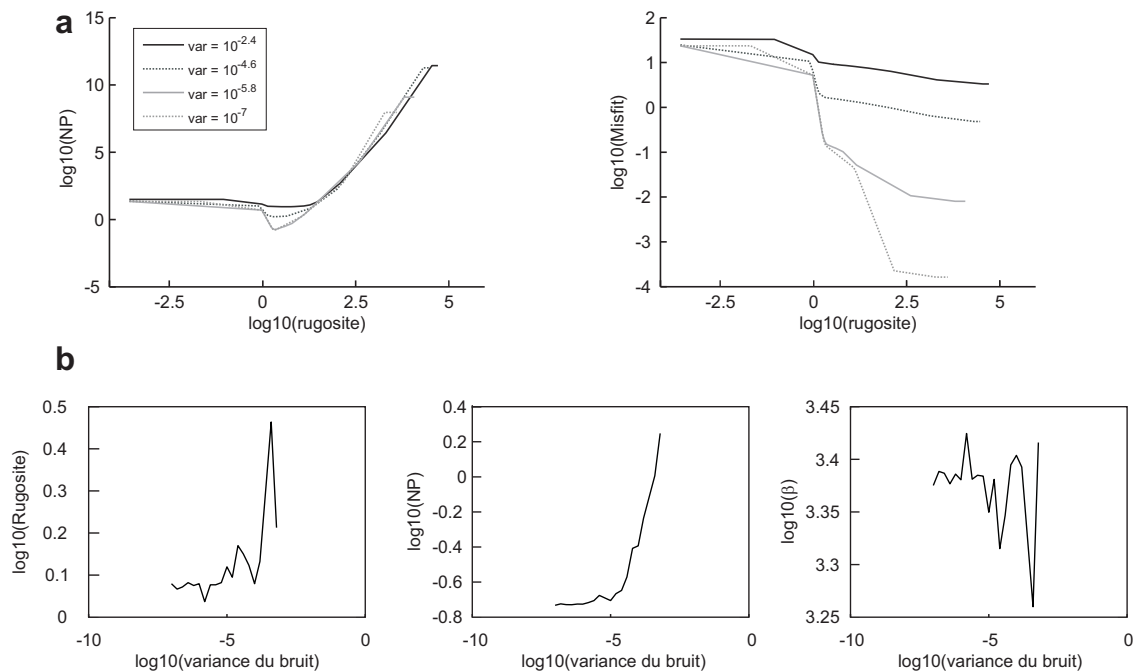 a
15
10
5
0
-5
log10(NP)
var = 10^-2.4
var = 10^-4.6
var = 10^-5.8
var = 10^-7
-2.5
0
2.5
5
log10(rugosite)
2
1
0
-1
-2
-3
-4
log10(Misfit)
-2.5
0
2.5
5
log10(rugosite)
b
0.5
0.4
0.3
0.2
0.1
0
log10(Rugosite)
-10
-5
0
log10(variance du bruit)
0.4
0.2
0
-0.2
-0.4
-0.6
-0.8
log10(NP)
-10
-5
0
log10(variance du bruit)
3.45
3.4
3.35
3.3
3.25
log10(β)
-10
-5
0
log10(variance du bruit)